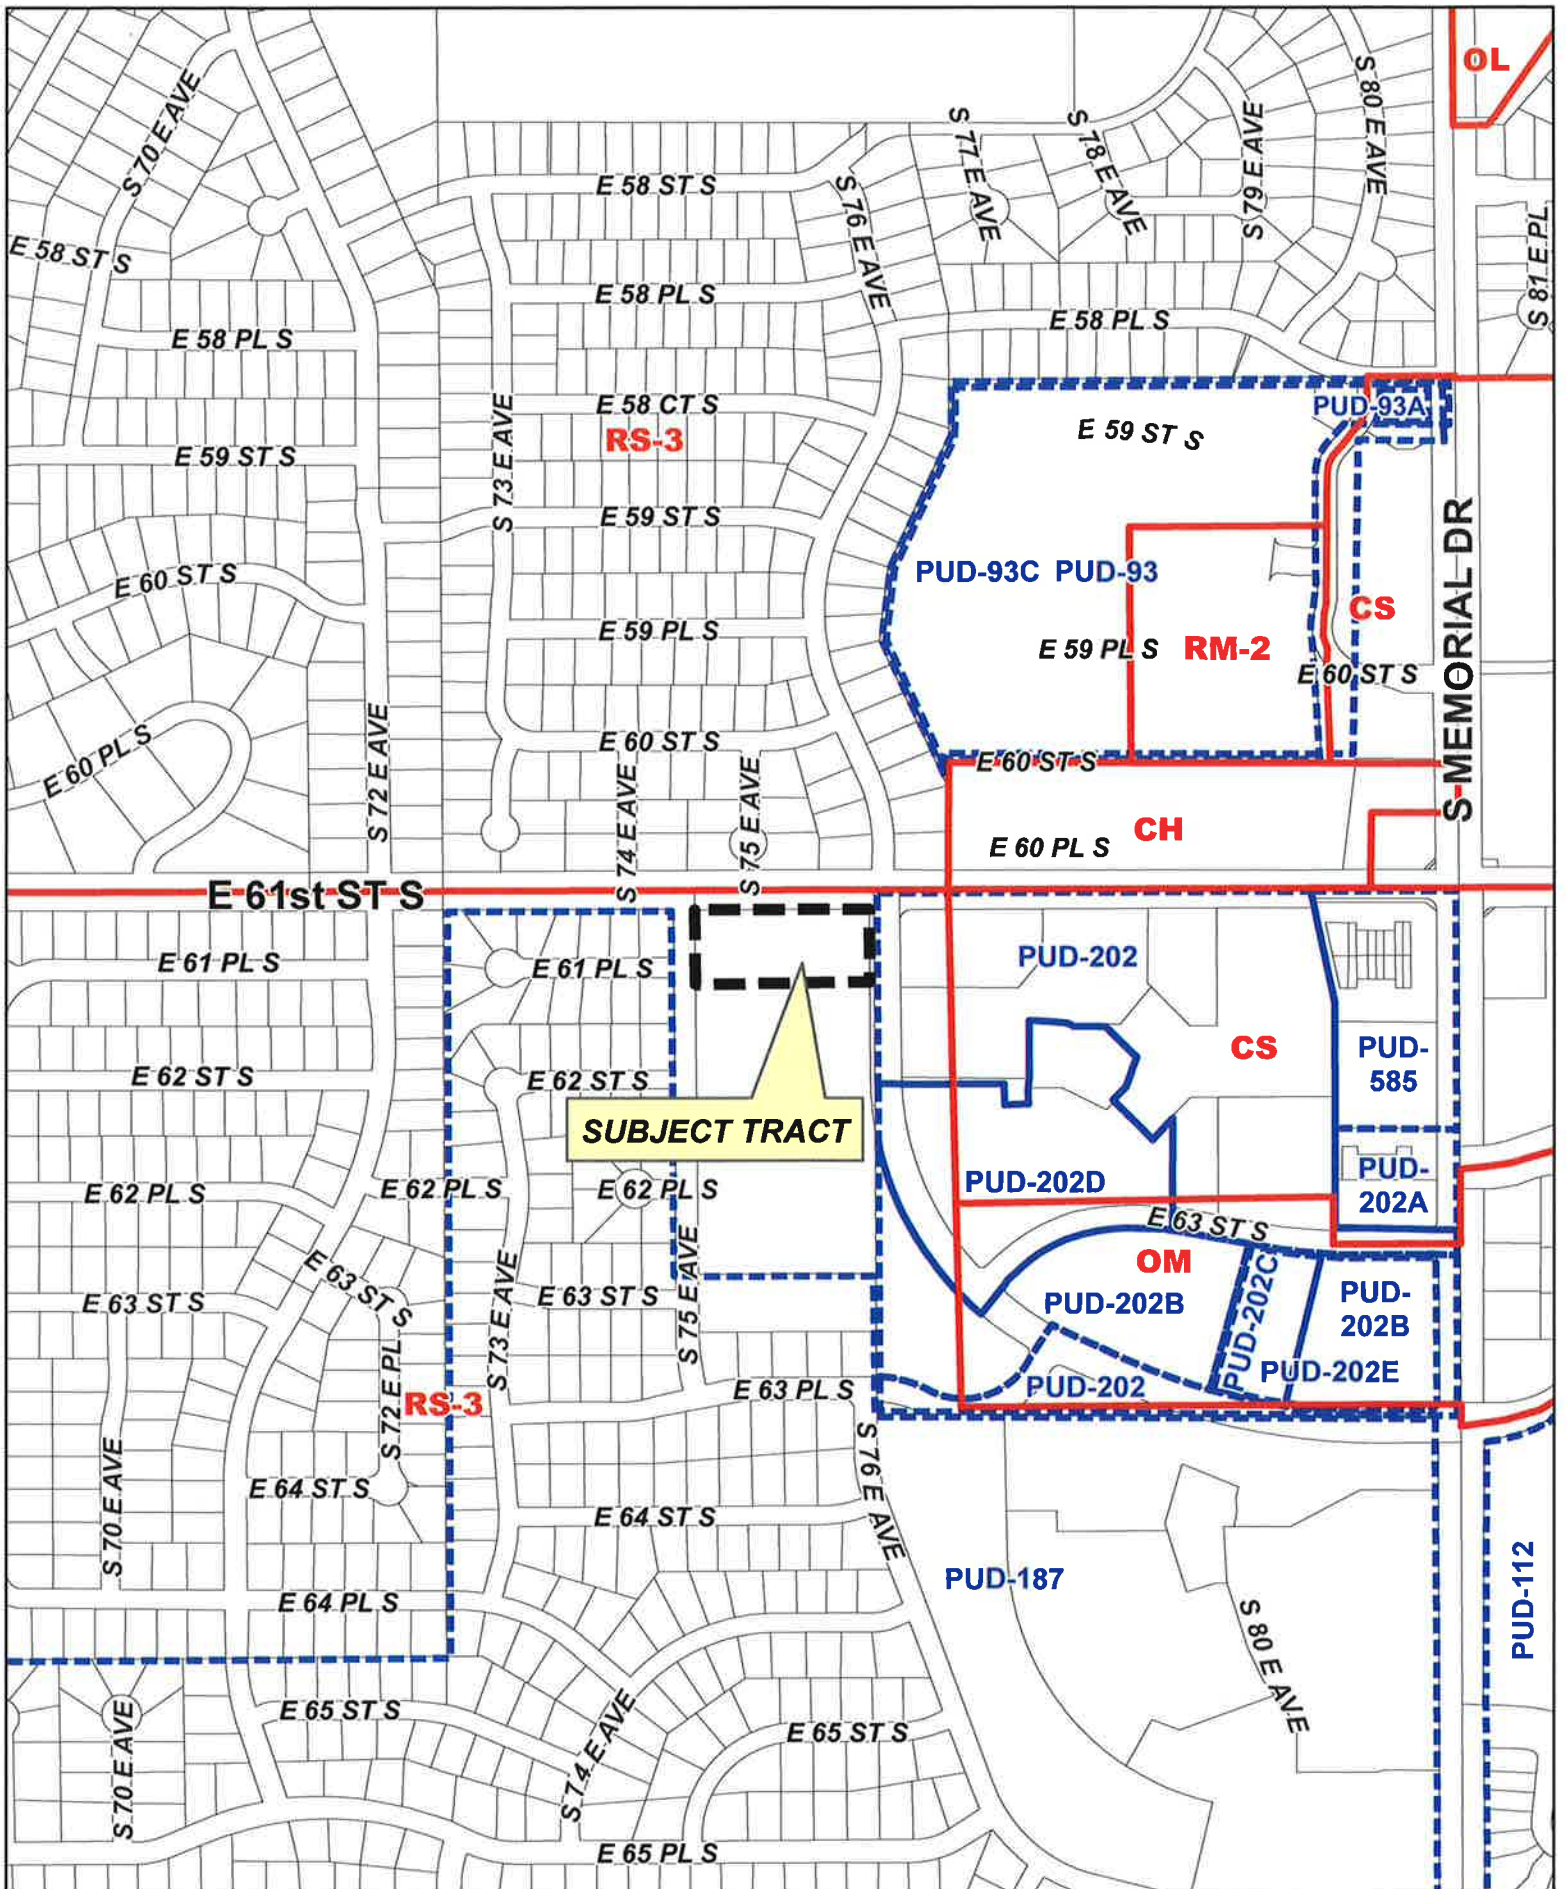 OL
S 70 E AVE
S 77 E AVE
S 78 E AVE
S 79 E AVE
S 80 E AVE
E 58 ST S
S 76 E AVE
E 58 ST S
S 81 E PL
E 58 PL S
E 58 PL S
E 58 PL S
E 58 CT S
PUD-93A
E 59 ST S
RS-3
E 59 ST S
S 73 E AVE
E 59 ST S
E 60 ST S
PUD-93C
PUD-93
CS
S MEMORIAL DR
E 59 PL S
E 59 PL S
RM-2
E 60 ST S
E 60 PL S
S 72 E AVE
E 60 ST S
E 60 ST S
S 74 E AVE
S 75 E AVE
CH
E 60 PL S
E 61st ST S
E 61 PL S
E 61 PL S
PUD-202
CS
PUD-
585
E 62 ST S
E 62 ST S
SUBJECT TRACT
E 62 PL S
E 62 PL S
E 62 PL S
PUD-202D
PUD-
202A
E 63 ST S
E 63 ST S
E 63 ST S
S 73 E AVE
E 63 ST S
S 75 E AVE
OM
PUD-202B
PUD-202C
PUD-
202B
S 72 E PL
RS-3
E 63 PL S
PUD-202
PUD-202E
S 70 E AVE
E 64 ST S
E 64 ST S
S 76 E AVE
E 64 PL S
PUD-187
S 80 E AVE
PUD-112
S 70 E AVE
E 65 ST S
S 74 E AVE
E 65 ST S
E 65 PL S